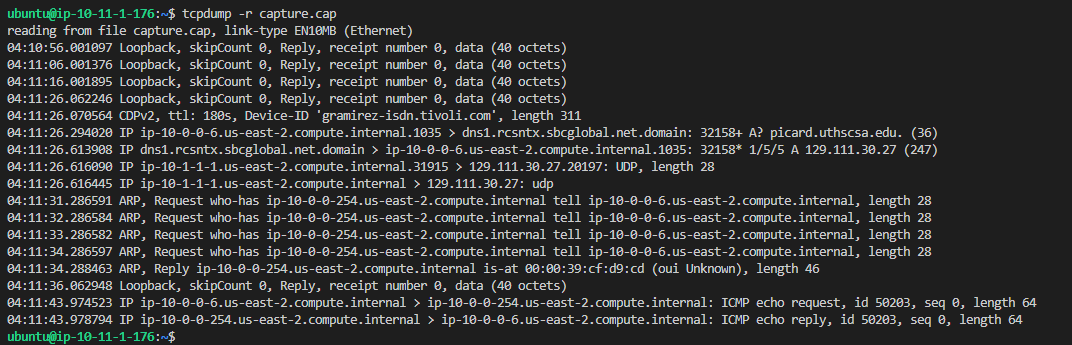 ubuntu@ip-10-11-1-176:~$ tcpdump -r capture.cap
reading from file capture.cap, link-type EN10MB (Ethernet)
04:10:56.001097 Loopback, skipCount 0, Reply, receipt number 0, data (40 octets)
04:11:06.001376 Loopback, skipCount 0, Reply, receipt number 0, data (40 octets)
04:11:16.001895 Loopback, skipCount 0, Reply, receipt number 0, data (40 octets)
04:11:26.062246 Loopback, skipCount 0, Reply, receipt number 0, data (40 octets)
04:11:26.070564 CDPv2, ttl: 180s, Device-ID 'gramirez-isdn.tivoli.com', length 311
04:11:26.294020 IP ip-10-0-0-6.us-east-2.compute.internal.1035 > dns1.rcsntx.sbcglobal.net.domain: 32158+ A? picard.uthscsa.edu. (36)
04:11:26.613908 IP dns1.rcsntx.sbcglobal.net.domain > ip-10-0-0-6.us-east-2.compute.internal.1035: 32158* 1/5/5 A 129.111.30.27 (247)
04:11:26.616090 IP ip-10-1-1-1.us-east-2.compute.internal.31915 > 129.111.30.27.20197: UDP, length 28
04:11:26.616445 IP ip-10-1-1-1.us-east-2.compute.internal > 129.111.30.27: udp
04:11:31.286591 ARP, Request who-has ip-10-0-0-254.us-east-2.compute.internal tell ip-10-0-0-6.us-east-2.compute.internal, length 28
04:11:32.286584 ARP, Request who-has ip-10-0-0-254.us-east-2.compute.internal tell ip-10-0-0-6.us-east-2.compute.internal, length 28
04:11:33.286582 ARP, Request who-has ip-10-0-0-254.us-east-2.compute.internal tell ip-10-0-0-6.us-east-2.compute.internal, length 28
04:11:34.286597 ARP, Request who-has ip-10-0-0-254.us-east-2.compute.internal tell ip-10-0-0-6.us-east-2.compute.internal, length 28
04:11:34.288463 ARP, Reply ip-10-0-0-254.us-east-2.compute.internal is-at 00:00:39:cf:d9:cd (oui Unknown), length 46
04:11:36.062948 Loopback, skipCount 0, Reply, receipt number 0, data (40 octets)
04:11:43.974523 IP ip-10-0-0-6.us-east-2.compute.internal > ip-10-0-0-254.us-east-2.compute.internal: ICMP echo request, id 50203, seq 0, length 64
04:11:43.978794 IP ip-10-0-0-254.us-east-2.compute.internal > ip-10-0-0-6.us-east-2.compute.internal: ICMP echo reply, id 50203, seq 0, length 64
ubuntu@ip-10-11-1-176:~$